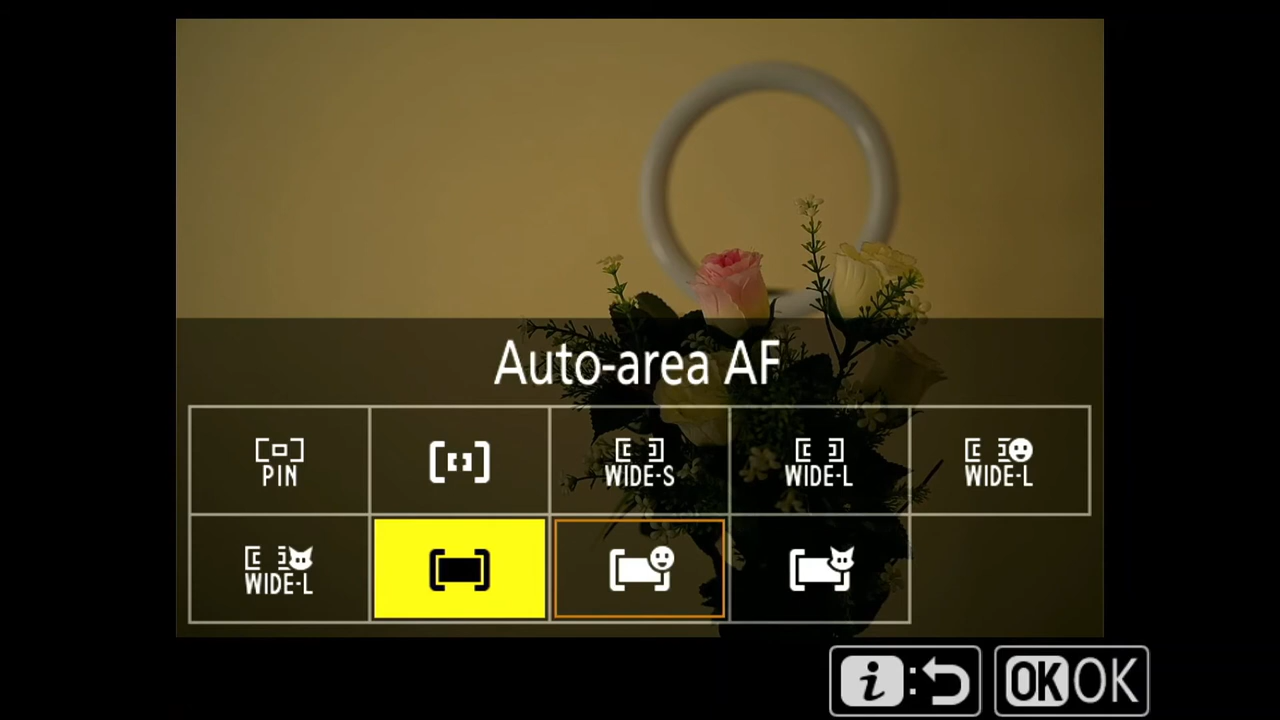 Auto-area AF
PIN
WIDE-S
WIDE-L
WIDE-L
WIDE-L
i:
OK OK